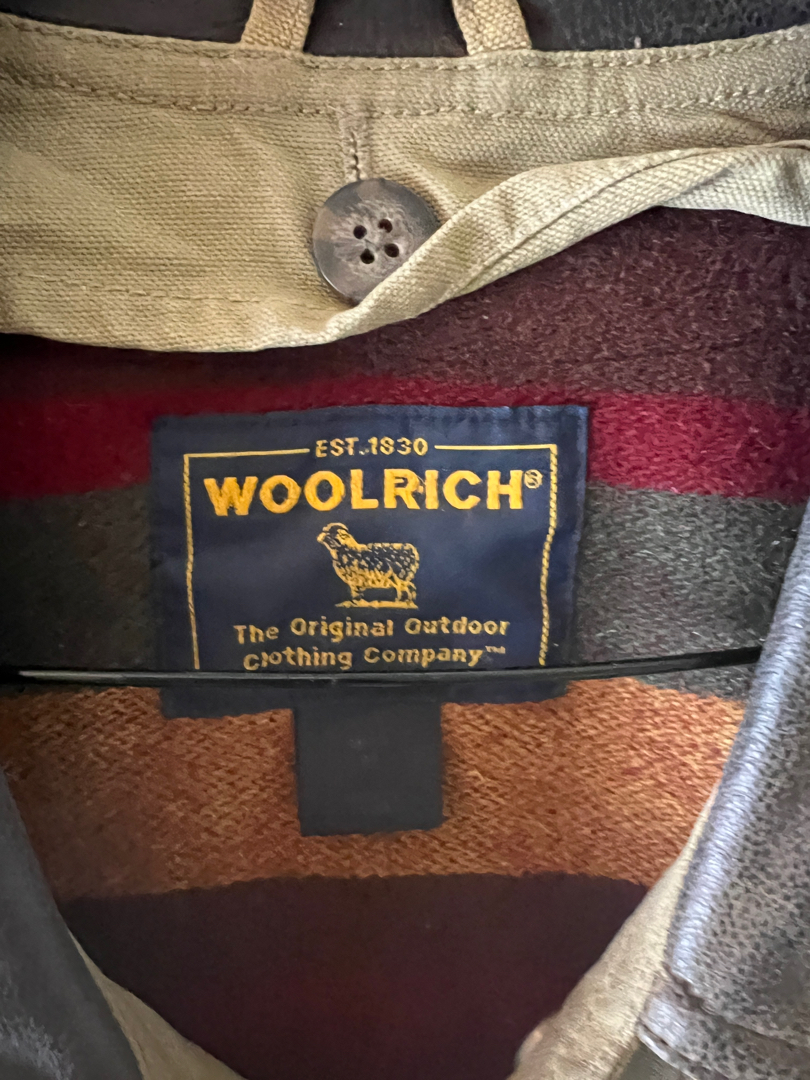 EST. 1830
WOOLRICH®
The Original Outdoor
Clothing Company™